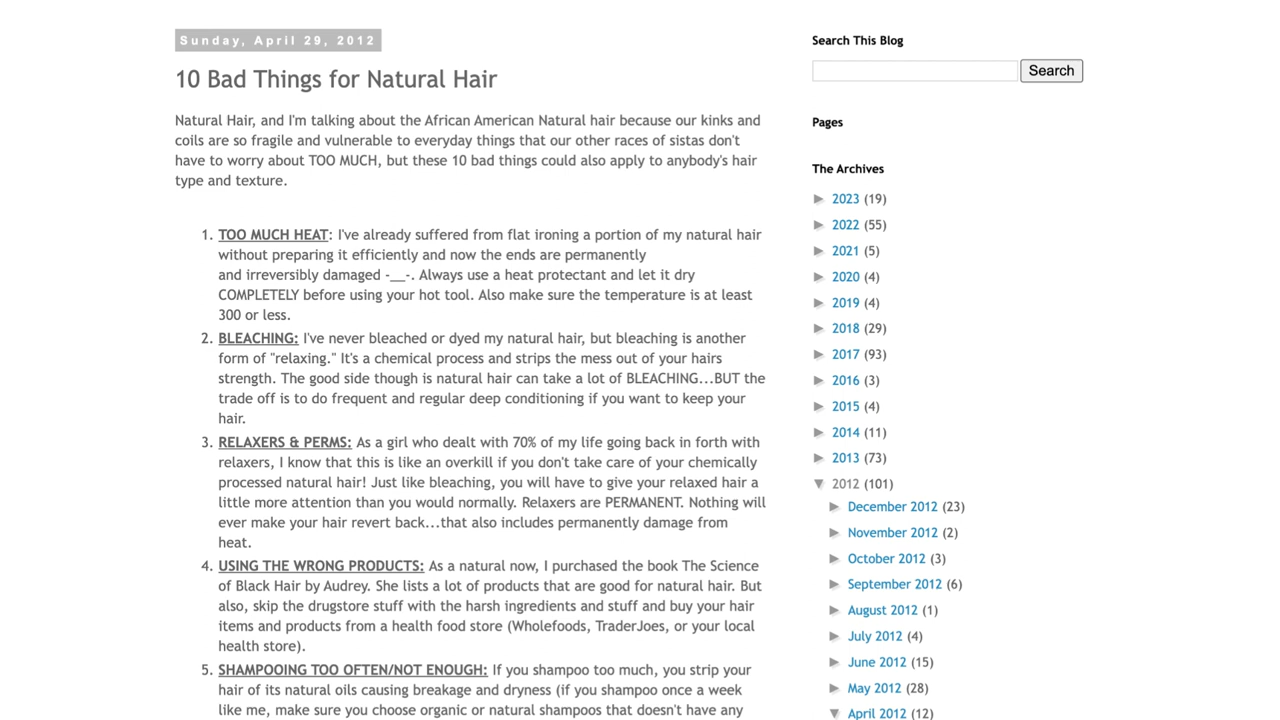 Sunday, April 29, 2012
10 Bad Things for Natural Hair
Natural Hair, and I'm talking about the African American Natural hair because our kinks and
coils are so fragile and vulnerable to everyday things that our other races of sistas don't
have to worry about TOO MUCH, but these 10 bad things could also apply to anybody's hair
type and texture.
1. TOO MUCH HEAT: I've already suffered from flat ironing a portion of my natural hair
without preparing it efficiently and now the ends are permanently
and irreversibly damaged -__-. Always use a heat protectant and let it dry
COMPLETELY before using your hot tool. Also make sure the temperature is at least
300 or less.
2. BLEACHING: I've never bleached or dyed my natural hair, but bleaching is another
form of "relaxing." It's a chemical process and strips the mess out of your hairs
strength. The good side though is natural hair can take a lot of BLEACHING...BUT the
trade off is to do frequent and regular deep conditioning if you want to keep your
hair.
3. RELAXERS & PERMS: As a girl who dealt with 70% of my life going back in forth with
relaxers, I know that this is like an overkill if you don't take care of your chemically
processed natural hair! Just like bleaching, you will have to give your relaxed hair a
little more attention than you would normally. Relaxers are PERMANENT. Nothing will
ever make your hair revert back...that also includes permanently damage from
heat.
4. USING THE WRONG PRODUCTS: As a natural now, I purchased the book The Science
of Black Hair by Audrey. She lists a lot of products that are good for natural hair. But
also, skip the drugstore stuff with the harsh ingredients and stuff and buy your hair
items and products from a health food store (Wholefoods, TraderJoes, or your local
health store).
5. SHAMPOOING TOO OFTEN/NOT ENOUGH: If you shampoo too much, you strip your
hair of its natural oils causing breakage and dryness (if you shampoo once a week
like me, make sure you choose organic or natural shampoos that doesn't have any
Search This Blog
Search
Pages
The Archives
► 2023 (19)
► 2022 (55)
► 2021 (5)
► 2020 (4)
► 2019 (4)
► 2018 (29)
► 2017 (93)
► 2016 (3)
► 2015 (4)
► 2014 (11)
► 2013 (73)
▼ 2012 (101)
► December 2012 (23)
► November 2012 (2)
► October 2012 (3)
► September 2012 (6)
► August 2012 (1)
► July 2012 (4)
► June 2012 (15)
► May 2012 (28)
▼ April 2012 (12)